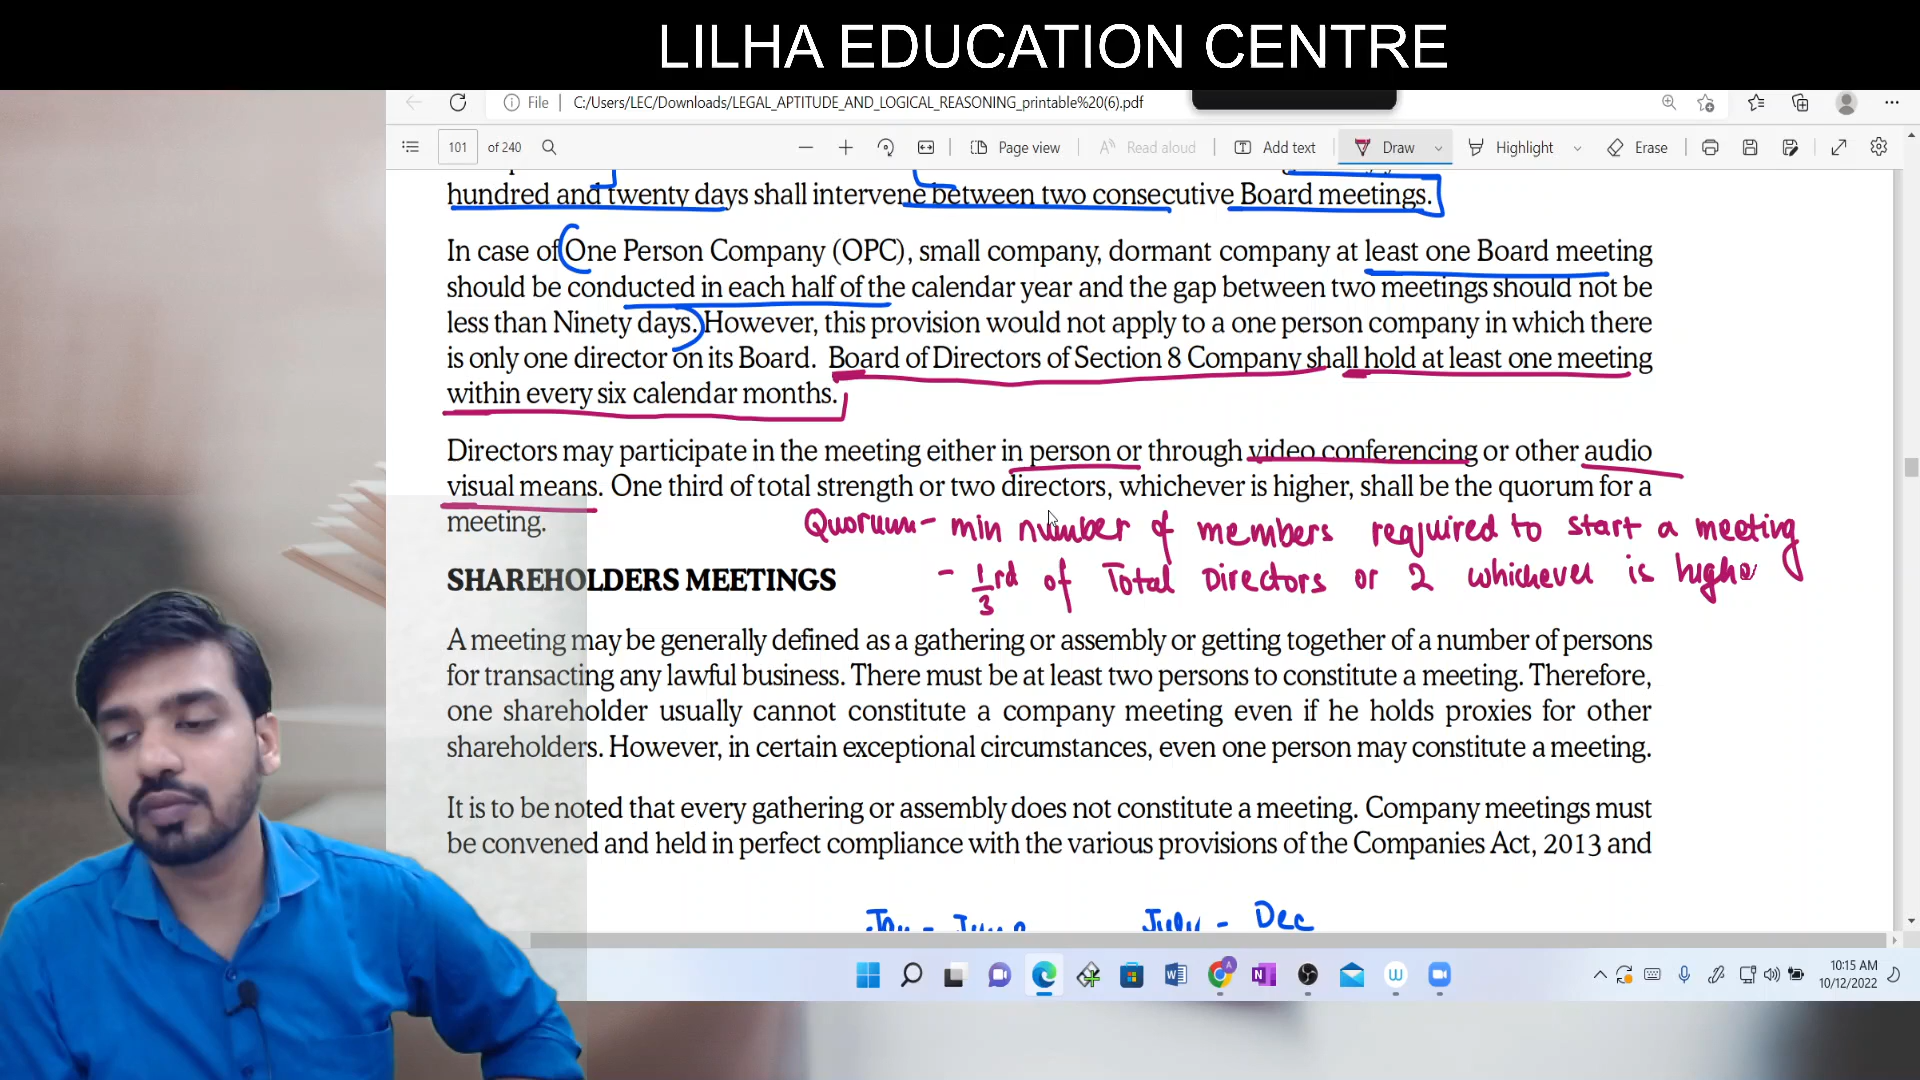 LILHA EDUCATION CENTRE
File | C:/Users/LEC/Downloads/LEGAL_APTITUDE_AND_LOGICAL_REASONING_printable%20(6).pdf
101 of 240 Page view Read aloud Add text Draw Highlight Erase
hundred and twenty days shall intervene between two consecutive Board meetings.
In case of One Person Company (OPC), small company, dormant company at least one Board meeting
should be conducted in each half of the calendar year and the gap between two meetings should not be
less than Ninety days. However, this provision would not apply to a one person company in which there
is only one director on its Board. Board of Directors of Section 8 Company shall hold at least one meeting
within every six calendar months.
Directors may participate in the meeting either in person or through video conferencing or other audio
visual means. One third of total strength or two directors, whichever is higher, shall be the quorum for a
meeting.
Quorum - min number of members required to start a meeting
- 1/3 rd of Total Directors or 2 whichever is higher
SHAREHOLDERS MEETINGS
A meeting may be generally defined as a gathering or assembly or getting together of a number of persons
for transacting any lawful business. There must be at least two persons to constitute a meeting. Therefore,
one shareholder usually cannot constitute a company meeting even if he holds proxies for other
shareholders. However, in certain exceptional circumstances, even one person may constitute a meeting.
It is to be noted that every gathering or assembly does not constitute a meeting. Company meetings must
be convened and held in perfect compliance with the various provisions of the Companies Act, 2013 and
Jan - June July - Dec
10:15 AM
10/12/2022